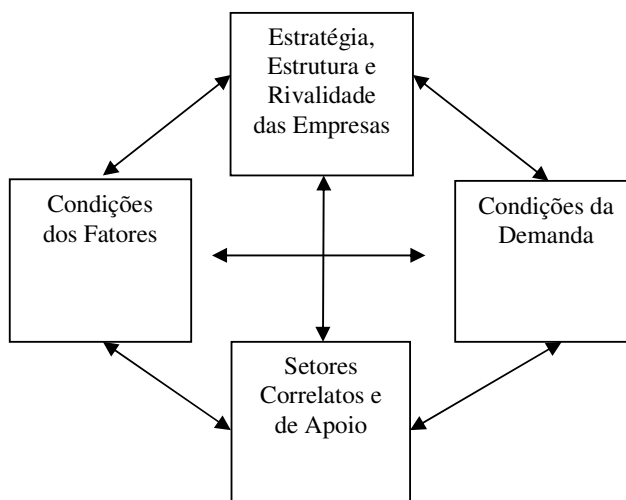 Estratégia,
Estrutura e
Rivalidade
das Empresas
Condições
dos Fatores
Condições da
Demanda
Setores
Correlatos e
de Apoio